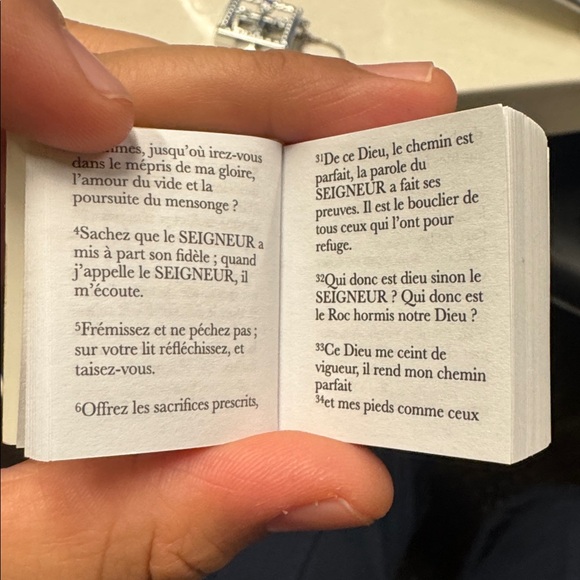 mes, jusqu'où irez-vous
dans le mépris de ma gloire,
l'amour du vide et la
poursuite du mensonge ?
4Sachez que le SEIGNEUR a
mis à part son fidèle ; quand
j'appelle le SEIGNEUR, il
m'écoute.
5Frémissez et ne péchez pas ;
sur votre lit réfléchissez, et
taisez-vous.
6Offrez les sacrifices prescrits,
31De ce Dieu, le chemin est
parfait, la parole du
SEIGNEUR a fait ses
preuves. Il est le bouclier de
tous ceux qui l'ont pour
refuge.
32Qui donc est dieu sinon le
SEIGNEUR ? Qui donc est
le Roc hormis notre Dieu ?
33Ce Dieu me ceint de
vigueur, il rend mon chemin
parfait
34et mes pieds comme ceux